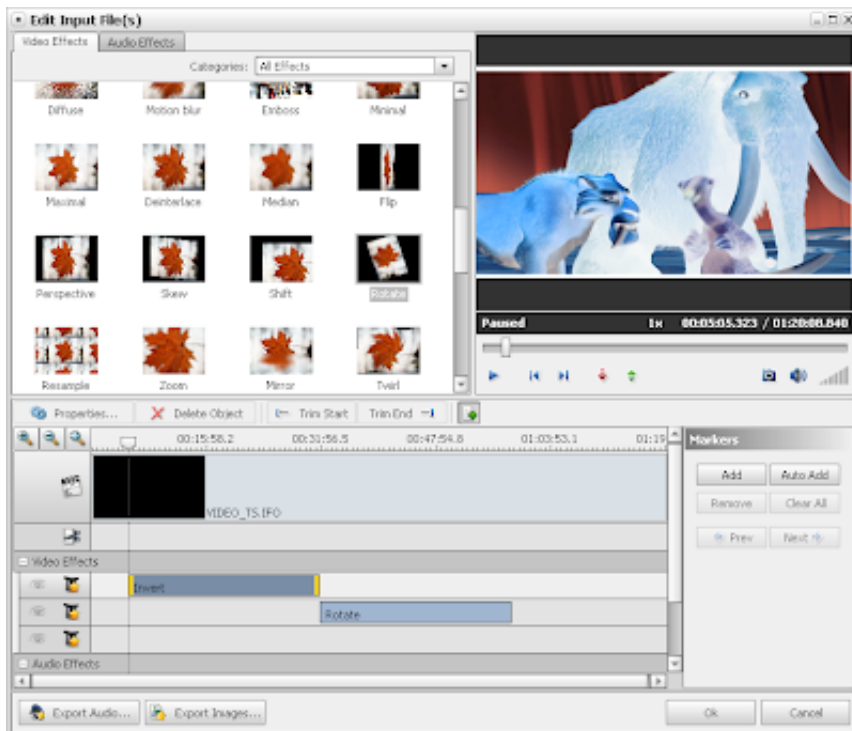 Edit Input File(s)
Video Effects Audio Effects
Categories: All Effects
Diffuse Motion blur Emboss Minimal
Maximal Deinterlace Median Flip
Perspective Skew Shift Rotate
Resample Zoom Mirror Twirl
Paused 1x 00:05:05.323 / 01:20:08.840
Properties... Delete Object Trim Start Trim End
00:15:58.2 00:31:56.5 00:47:54.8 01:03:53.1 01:19
VIDEO_TS.IFO
Video Effects
Invert
Rotate
Audio Effects
Markers
Add Auto Add
Remove Clear All
Prev Next
Export Audio... Export Images... Ok Cancel